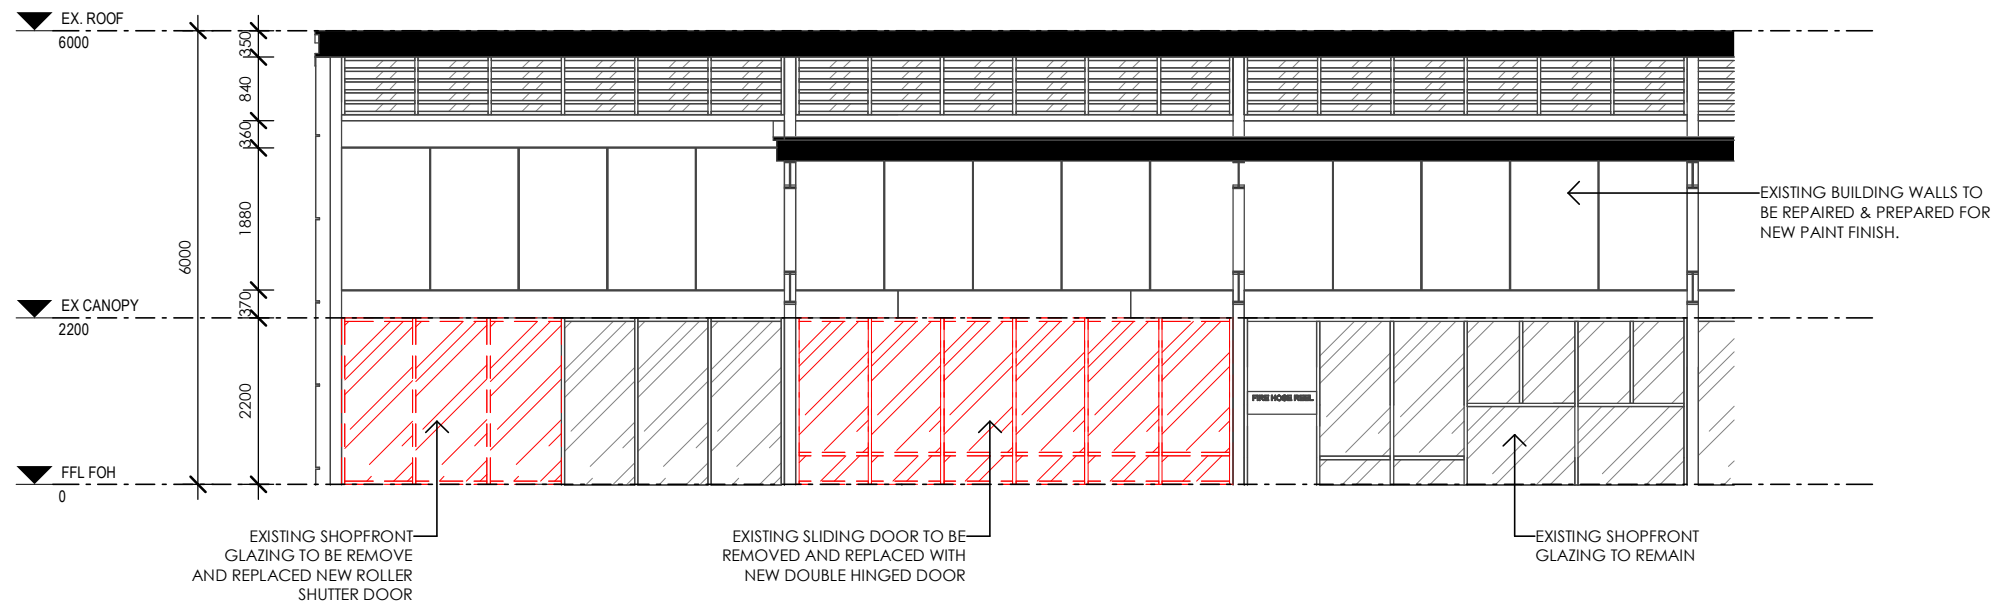 EX. ROOF
6000
350
840
360
1880
6000
370
EX CANOPY
2200
2200
FFL FOH
0
FIRE HOSE REEL
EXISTING BUILDING WALLS TO
BE REPAIRED & PREPARED FOR
NEW PAINT FINISH.
EXISTING SHOPFRONT
GLAZING TO BE REMOVE
AND REPLACED NEW ROLLER
SHUTTER DOOR
EXISTING SLIDING DOOR TO BE
REMOVED AND REPLACED WITH
NEW DOUBLE HINGED DOOR
EXISTING SHOPFRONT
GLAZING TO REMAIN